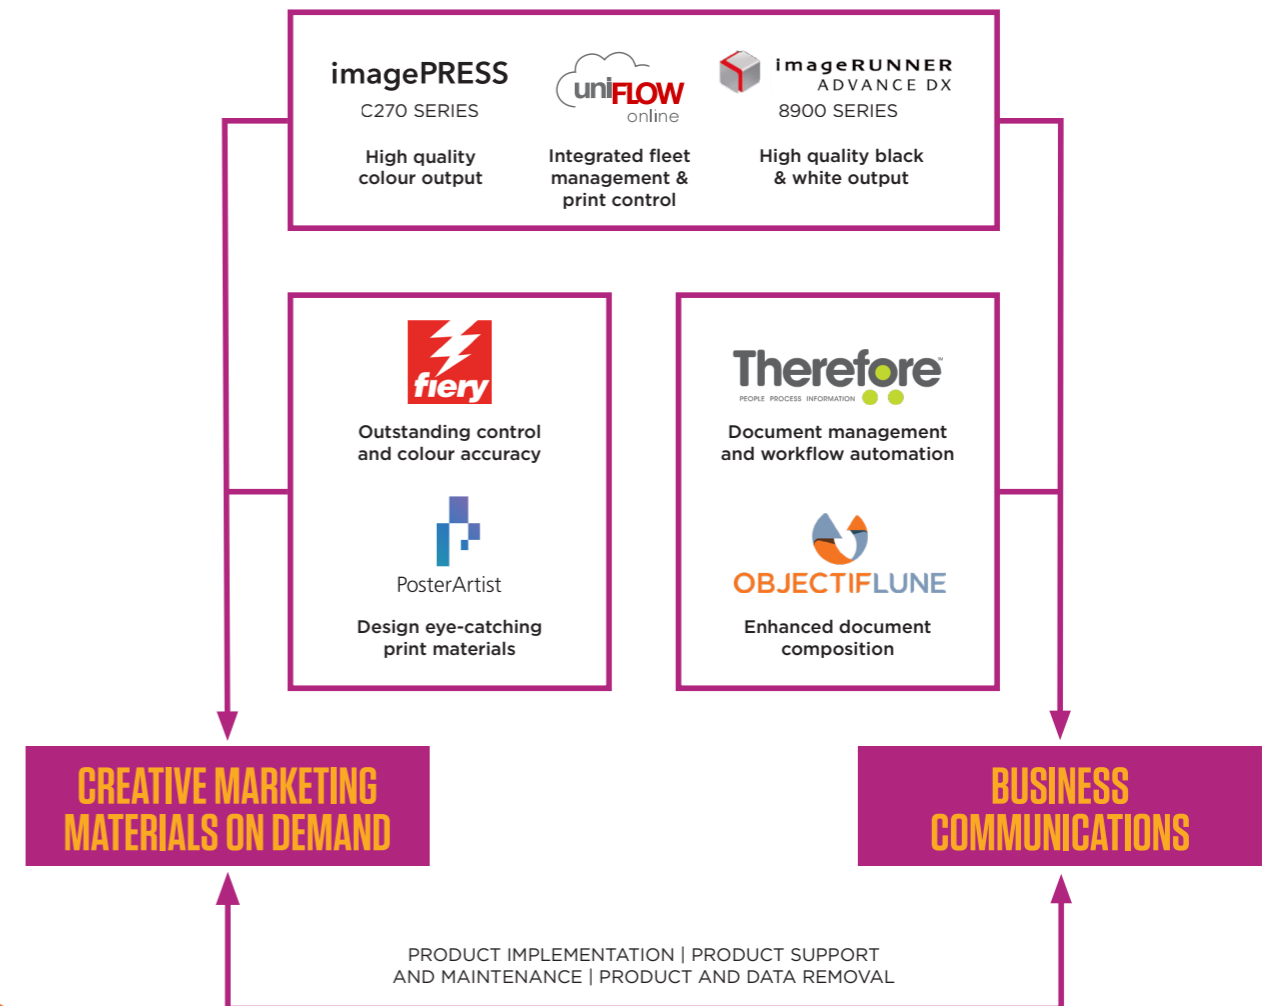 imagePRESS
C270 SERIES
High quality
colour output
uniFLOW
online
Integrated fleet
management &
print control
imageRUNNER
ADVANCE DX
8900 SERIES
High quality black
& white output
fiery
Outstanding control
and colour accuracy
PosterArtist
Design eye-catching
print materials
Therefore™
PEOPLE PROCESS INFORMATION
Document management
and workflow automation
OBJECTIFLUNE
Enhanced document
composition
CREATIVE MARKETING
MATERIALS ON DEMAND
BUSINESS
COMMUNICATIONS
PRODUCT IMPLEMENTATION | PRODUCT SUPPORT
AND MAINTENANCE | PRODUCT AND DATA REMOVAL